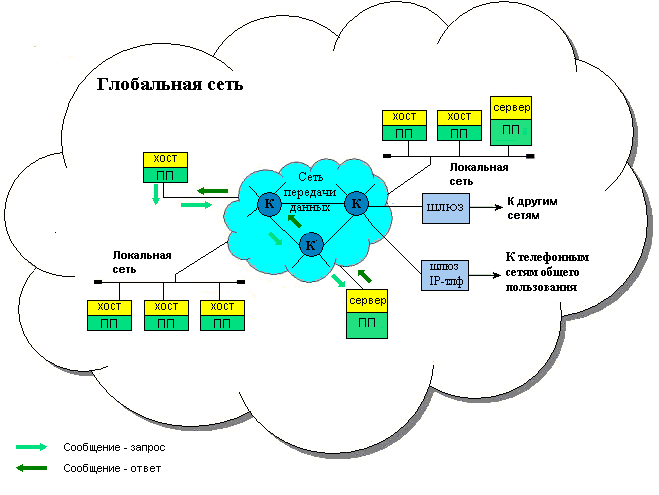 Глобальная сеть
хост
ПП
хост
ПП
сервер
ПП
Локальная
сеть
хост
ПП
Сеть
передачи
данных
К
К
К
шлюз
К другим
сетям
шлюз
IP-тлф
К телефонным
сетям общего
пользования
Локальная
сеть
хост
ПП
хост
ПП
хост
ПП
сервер
ПП
Сообщение - запрос
Сообщение - ответ